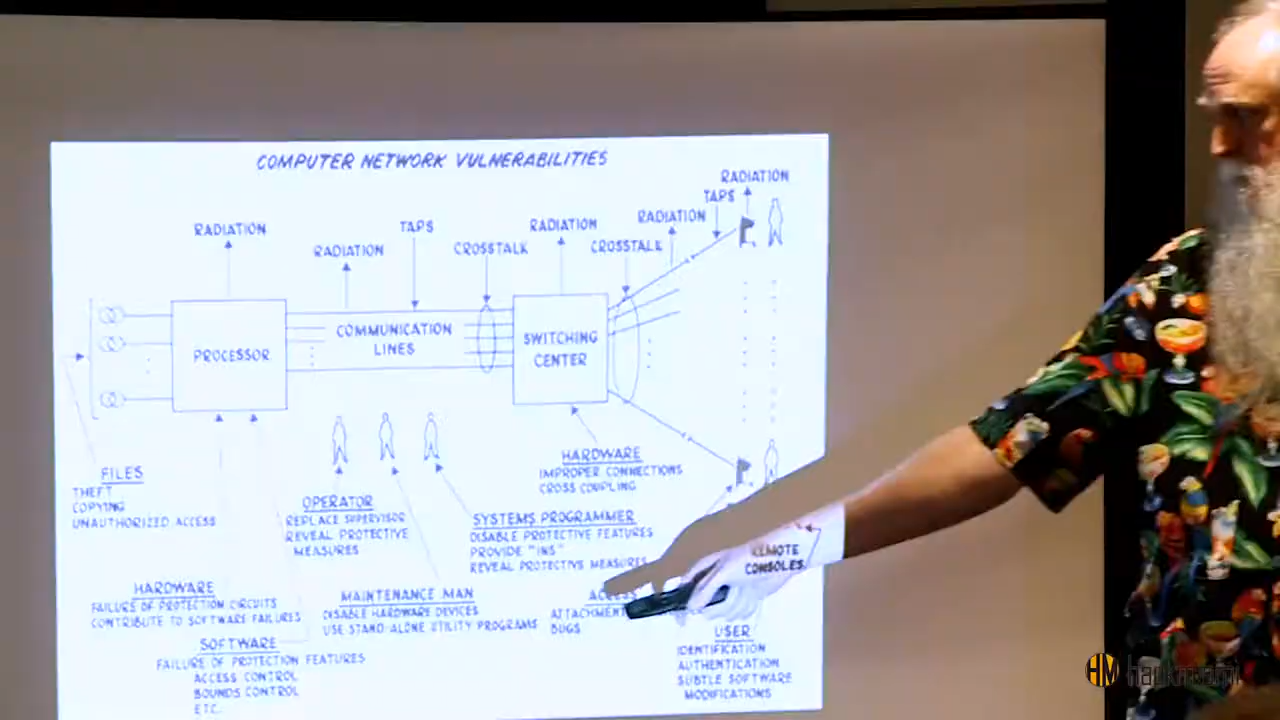 COMPUTER NETWORK VULNERABILITIES
RADIATION
TAPS
RADIATION
RADIATION
TAPS
RADIATION
RADIATION
CROSSTALK
CROSSTALK
PROCESSOR
COMMUNICATION
LINES
SWITCHING
CENTER
FILES
THEFT
COPYING
UNAUTHORIZED ACCESS
OPERATOR
REPLACE SUPERVISOR
REVEAL PROTECTIVE
MEASURES
HARDWARE
IMPROPER CONNECTIONS
CROSS COUPLING
SYSTEMS PROGRAMMER
DISABLE PROTECTIVE FEATURES
PROVIDE "INS"
REVEAL PROTECTIVE MEASURES
HARDWARE
FAILURE OF PROTECTION CIRCUITS
CONTRIBUTE TO SOFTWARE FAILURES
MAINTENANCE MAN
DISABLE HARDWARE DEVICES
USE STAND-ALONE UTILITY PROGRAMS
ATTACHMENT
BUGS
REMOTE
CONSOLES
SOFTWARE
FAILURE OF PROTECTION FEATURES
ACCESS CONTROL
BOUNDS CONTROL
ETC.
USER
IDENTIFICATION
AUTHENTICATION
SUBTLE SOFTWARE
MODIFICATIONS
HM